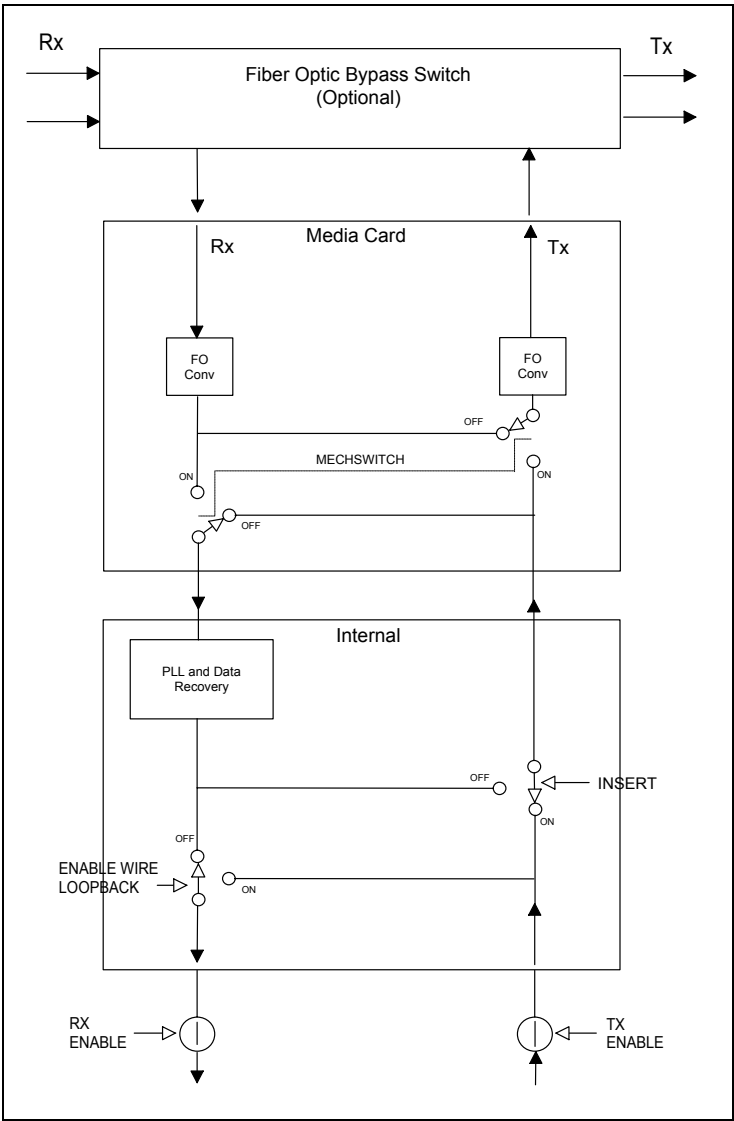 Rx
Tx
Fiber Optic Bypass Switch
(Optional)
Media Card
Rx
Tx
FO
Conv
FO
Conv
OFF
MECHSWITCH
ON
ON
OFF
Internal
PLL and Data
Recovery
OFF
INSERT
ON
OFF
ENABLE WIRE
LOOPBACK
ON
RX
ENABLE
TX
ENABLE